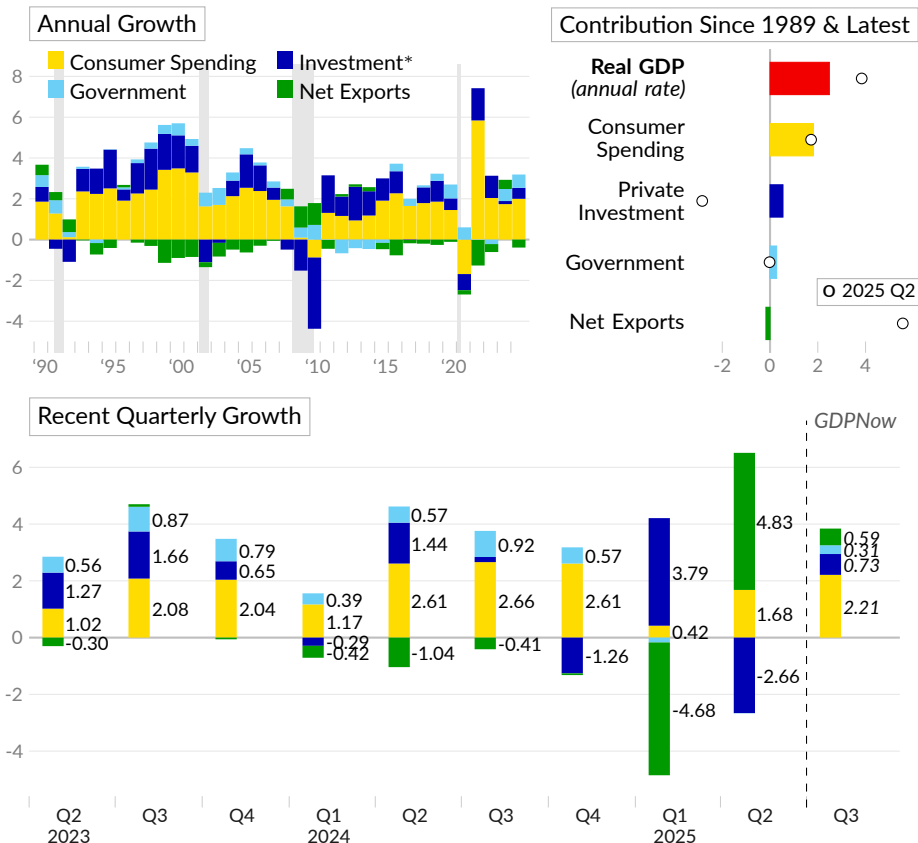 Annual Growth
Consumer Spending
Investment*
Government
Net Exports
8
6
4
2
0
-2
-4
‘90
‘95
‘00
‘05
‘10
‘15
‘20
Contribution Since 1989 & Latest
Real GDP
(annual rate)
Consumer
Spending
Private
Investment
Government
Net Exports
o 2025 Q2
-2
0
2
4
Recent Quarterly Growth
GDPNow
6
4
2
0
-2
-4
0.56
1.27
1.02
-0.30
0.87
1.66
2.08
0.79
0.65
2.04
0.39
1.17
-0.29
-0.42
0.57
1.44
2.61
-1.04
0.92
2.66
-0.41
0.57
2.61
-1.26
3.79
0.42
-4.68
4.83
1.68
-2.66
0.59
0.31
0.73
2.21
Q2
2023
Q3
Q4
Q1
2024
Q2
Q3
Q4
Q1
2025
Q2
Q3